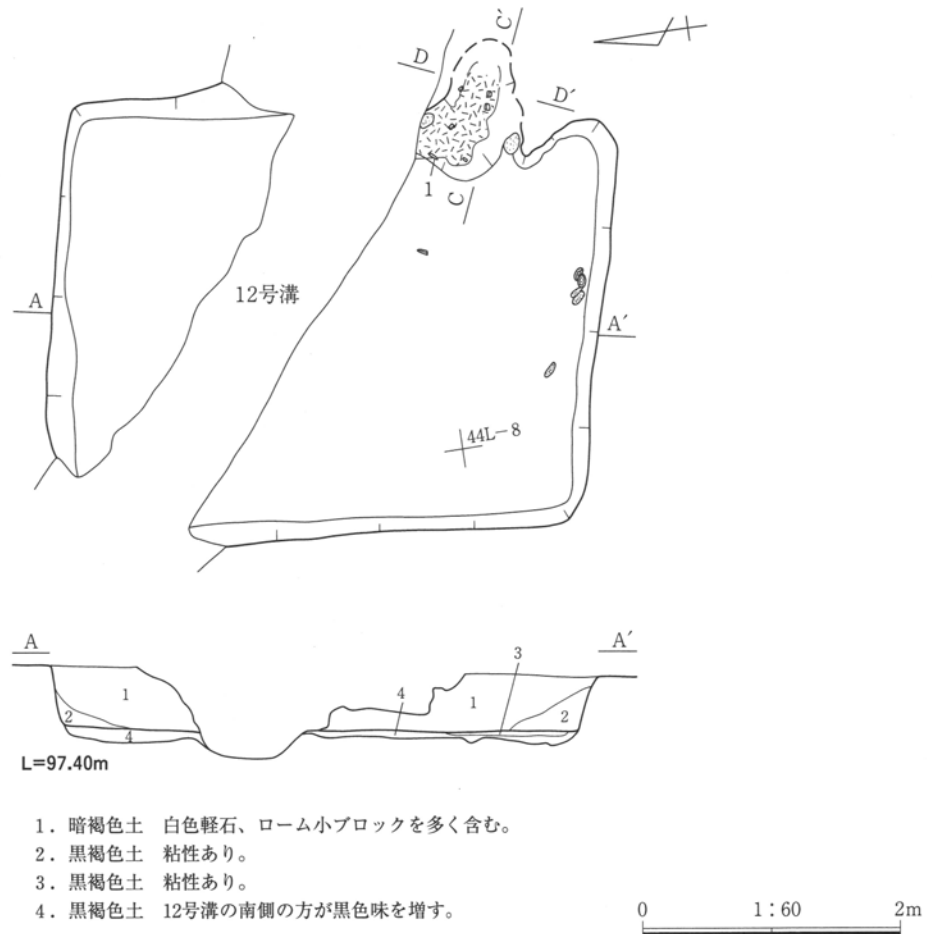 C′
D
D′
1
C
12号溝
A
A′
44L−8
A
A′
3
4
1
1
2
2
4
L=97.40m
1. 暗褐色土 白色軽石、ローム小ブロックを多く含む。
2. 黒褐色土 粘性あり。
3. 黒褐色土 粘性あり。
4. 黒褐色土 12号溝の南側の方が黒色味を増す。
0 1:60 2m